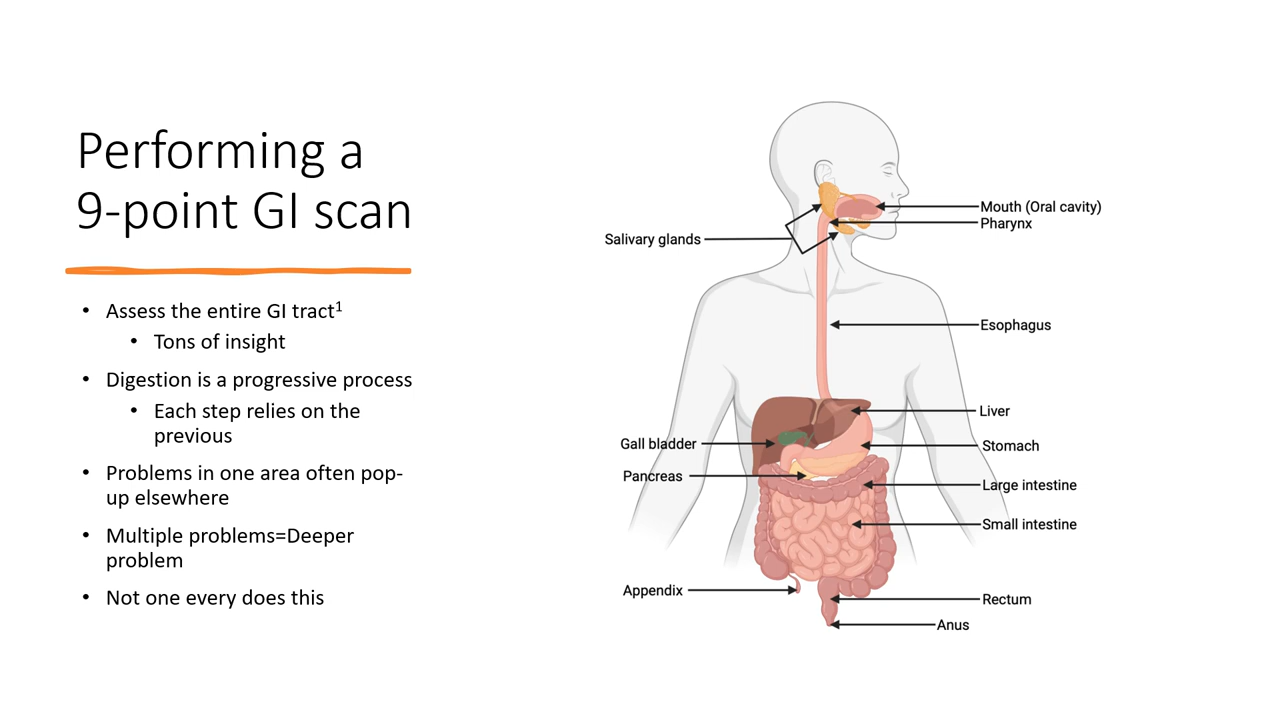 Performing a
9-point GI scan
• Assess the entire GI tract¹
• Tons of insight
• Digestion is a progressive process
• Each step relies on the
previous
• Problems in one area often pop-
up elsewhere
• Multiple problems=Deeper
problem
• Not one every does this
Mouth (Oral cavity)
Pharynx
Salivary glands
Esophagus
Liver
Gall bladder
Stomach
Pancreas
Large intestine
Small intestine
Appendix
Rectum
Anus